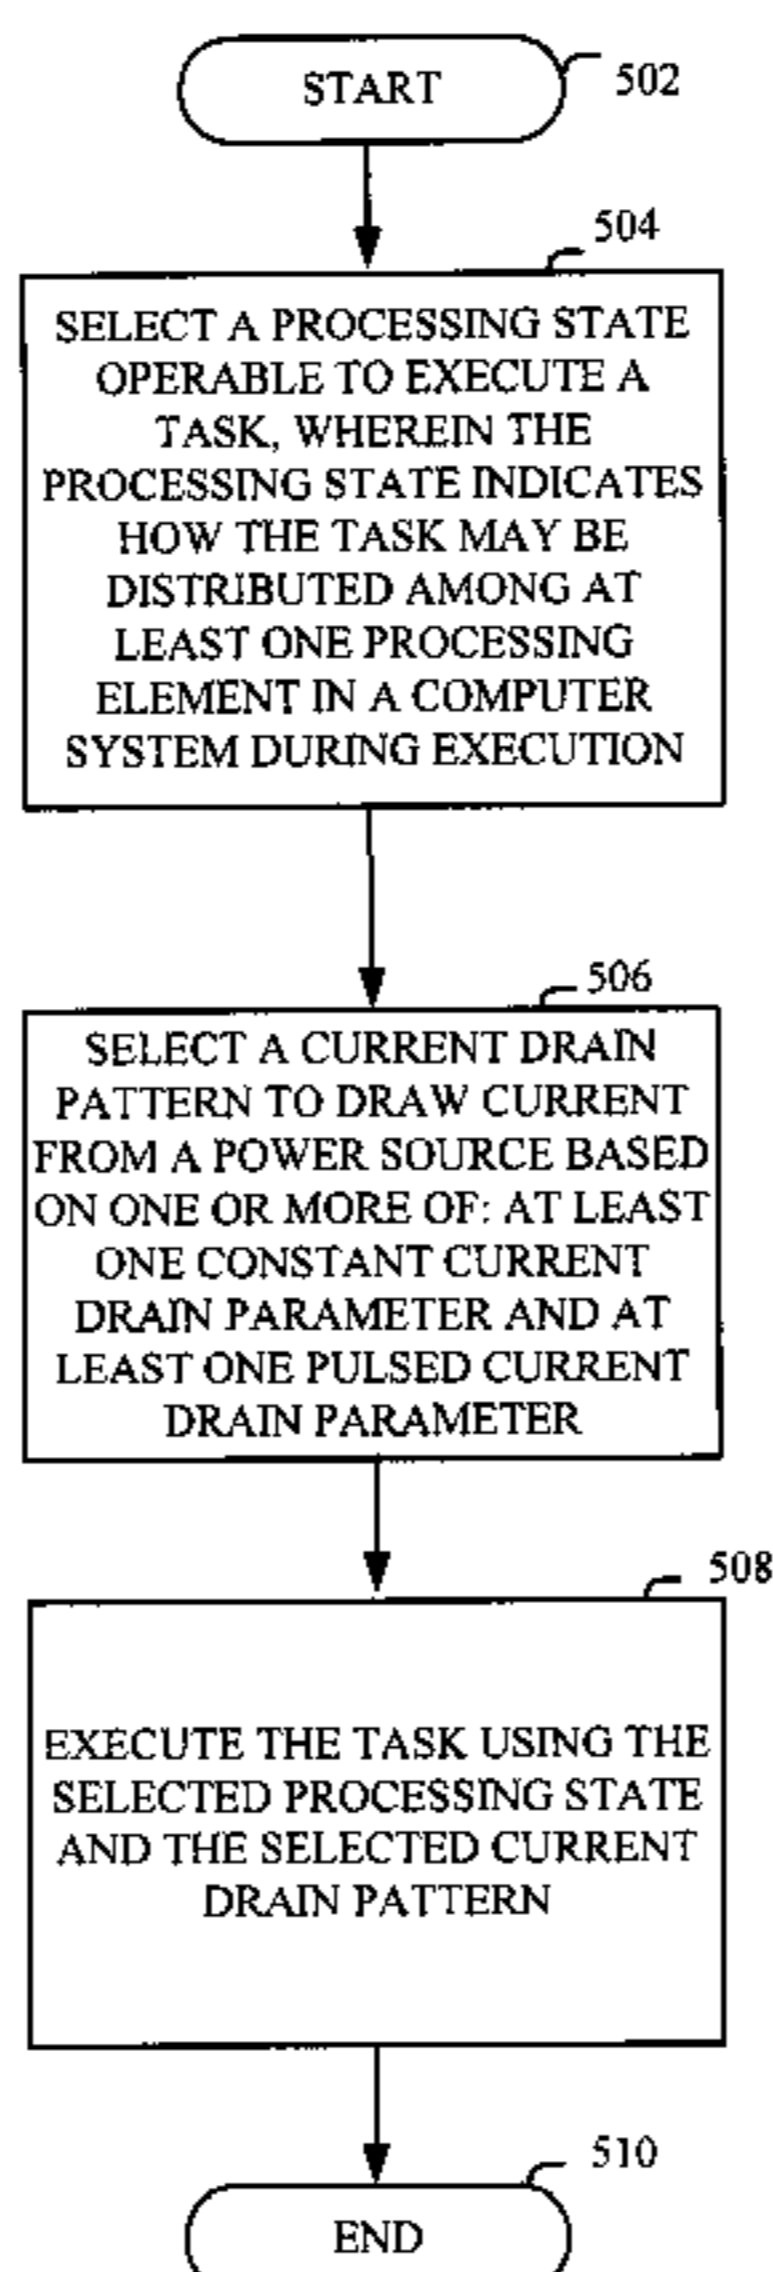 START
502
504
SELECT A PROCESSING STATE
OPERABLE TO EXECUTE A
TASK, WHEREIN THE
PROCESSING STATE INDICATES
HOW THE TASK MAY BE
DISTRIBUTED AMONG AT
LEAST ONE PROCESSING
ELEMENT IN A COMPUTER
SYSTEM DURING EXECUTION
506
SELECT A CURRENT DRAIN
PATTERN TO DRAW CURRENT
FROM A POWER SOURCE BASED
ON ONE OR MORE OF: AT LEAST
ONE CONSTANT CURRENT
DRAIN PARAMETER AND AT
LEAST ONE PULSED CURRENT
DRAIN PARAMETER
508
EXECUTE THE TASK USING THE
SELECTED PROCESSING STATE
AND THE SELECTED CURRENT
DRAIN PATTERN
510
END